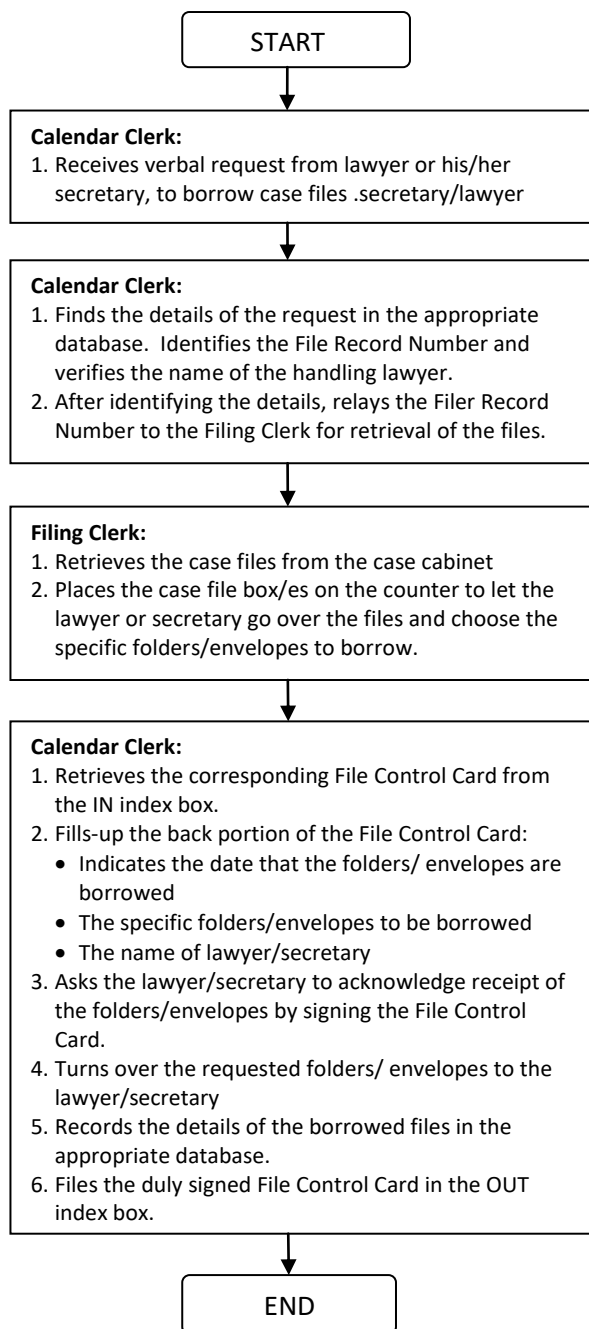 START
Calendar Clerk:
1. Receives verbal request from lawyer or his/her
secretary, to borrow case files .secretary/lawyer
Calendar Clerk:
1. Finds the details of the request in the appropriate
database. Identifies the File Record Number and
verifies the name of the handling lawyer.
2. After identifying the details, relays the Filer Record
Number to the Filing Clerk for retrieval of the files.
Filing Clerk:
1. Retrieves the case files from the case cabinet
2. Places the case file box/es on the counter to let the
lawyer or secretary go over the files and choose the
specific folders/envelopes to borrow.
Calendar Clerk:
1. Retrieves the corresponding File Control Card from
the IN index box.
2. Fills-up the back portion of the File Control Card:
• Indicates the date that the folders/ envelopes are
borrowed
• The specific folders/envelopes to be borrowed
• The name of lawyer/secretary
3. Asks the lawyer/secretary to acknowledge receipt of
the folders/envelopes by signing the File Control
Card.
4. Turns over the requested folders/ envelopes to the
lawyer/secretary
5. Records the details of the borrowed files in the
appropriate database.
6. Files the duly signed File Control Card in the OUT
index box.
END